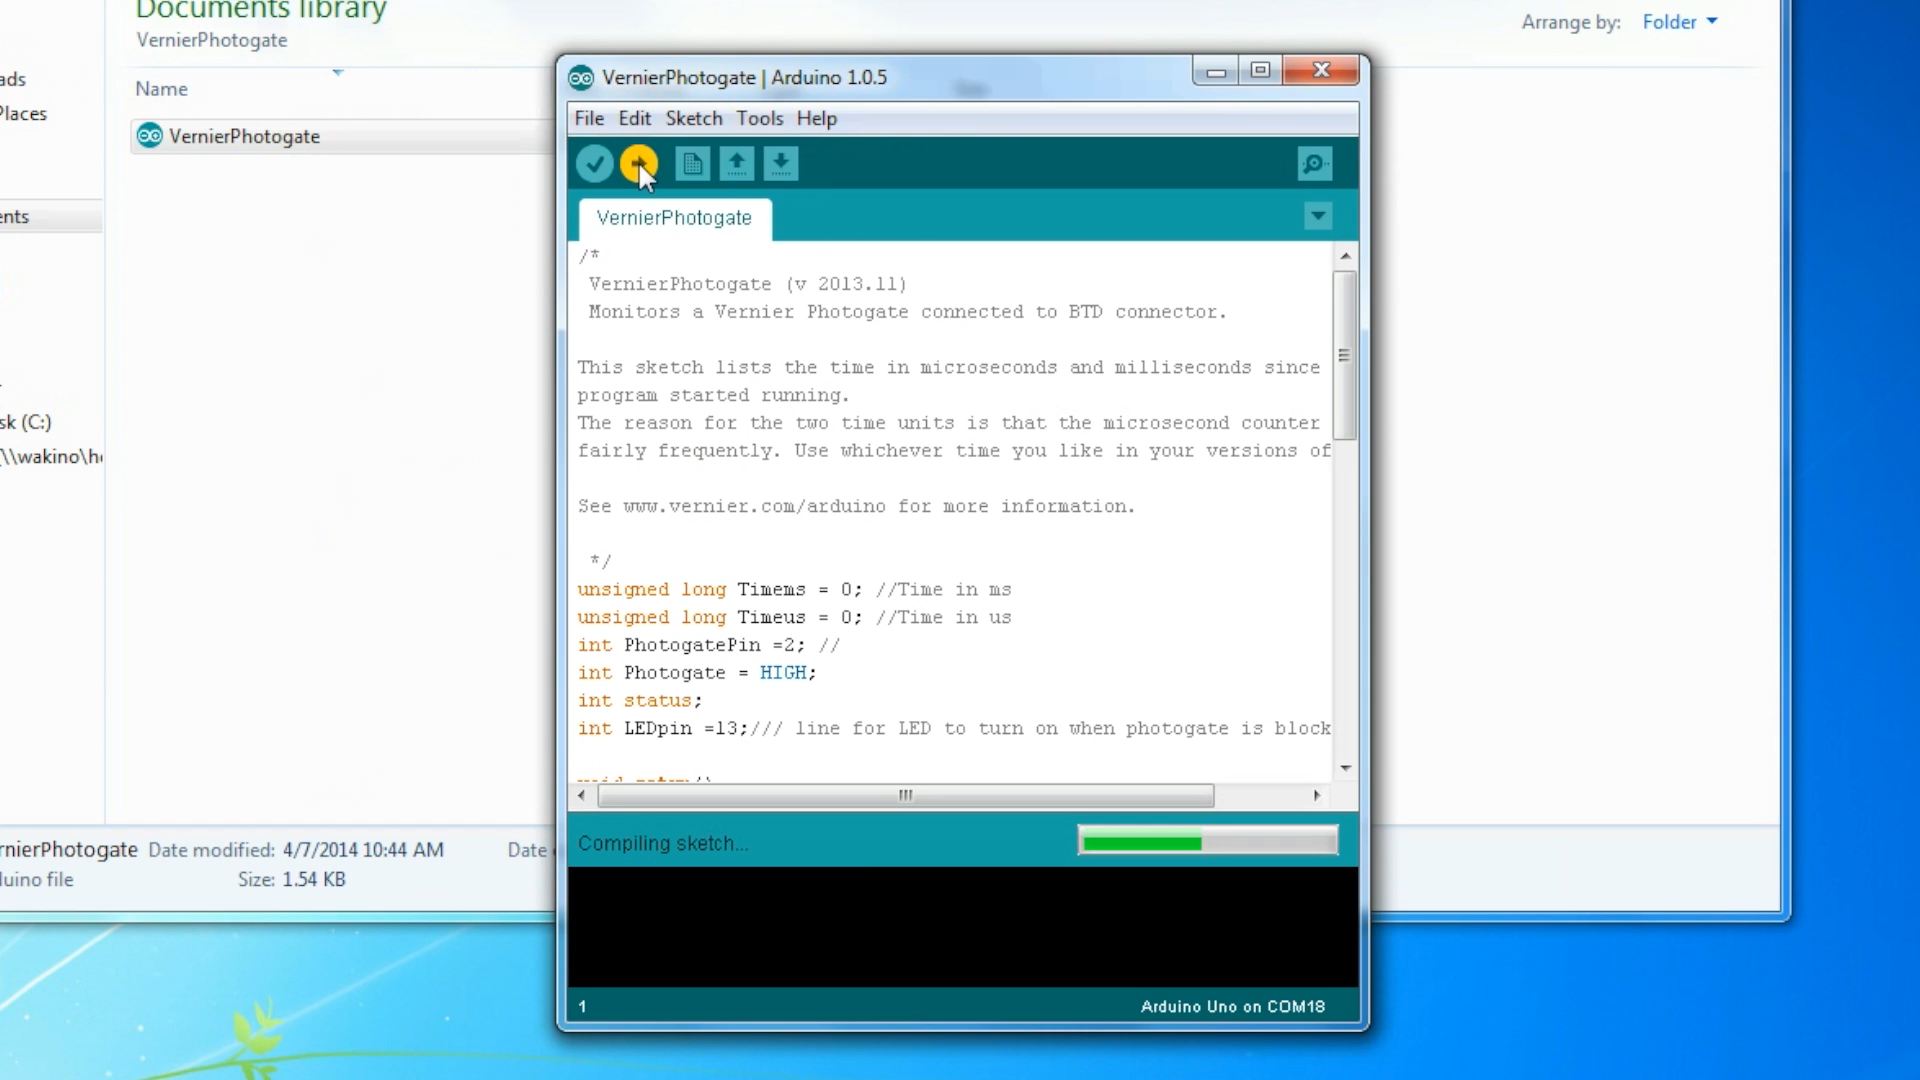 Documents library
VernierPhotogate
Arrange by: Folder
ads
Places
Name
VernierPhotogate
ents
sk (C:)
(\\wakino\h
VernierPhotogate | Arduino 1.0.5
File Edit Sketch Tools Help
VernierPhotogate
/*
VernierPhotogate (v 2013.11)
Monitors a Vernier Photogate connected to BTD connector.
This sketch lists the time in microseconds and milliseconds since
program started running.
The reason for the two time units is that the microsecond counter
fairly frequently. Use whichever time you like in your versions of
See www.vernier.com/arduino for more information.
*/
unsigned long Timems = 0; //Time in ms
unsigned long Timeus = 0; //Time in us
int PhotogatePin =2; //
int Photogate = HIGH;
int status;
int LEDpin =13;/// line for LED to turn on when photogate is block
Compiling sketch...
1
Arduino Uno on COM18
rnierPhotogate Date modified: 4/7/2014 10:44 AM Date
duino file Size: 1.54 KB